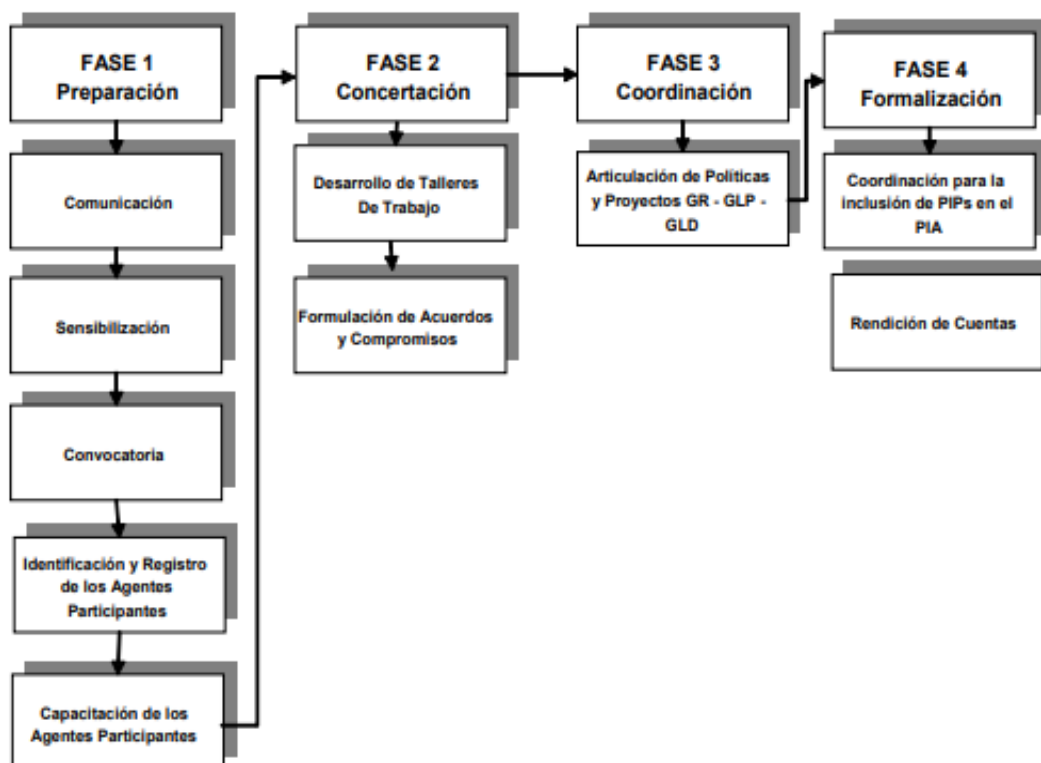 FASE 1
Preparación
Comunicación
Sensibilización
Convocatoria
Identificación y Registro
de los Agentes
Participantes
Capacitación de los
Agentes Participantes
FASE 2
Concertación
Desarrollo de Talleres
De Trabajo
Formulación de Acuerdos
y Compromisos
FASE 3
Coordinación
Articulación de Políticas
y Proyectos GR - GLP -
GLD
FASE 4
Formalización
Coordinación para la
inclusión de PIPs en el
PIA
Rendición de Cuentas